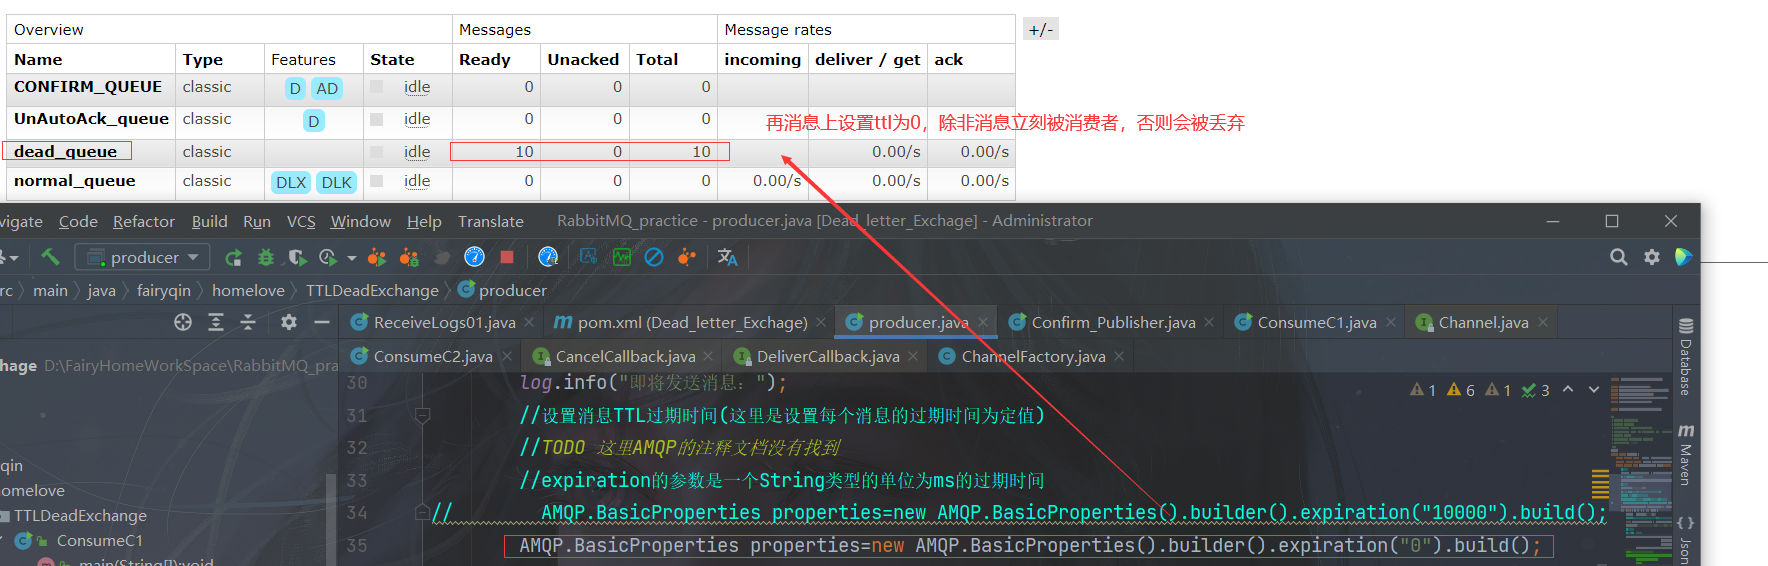 Overview Messages Message rates +/-
Name Type Features State Ready Unacked Total incoming deliver / get ack
CONFIRM_QUEUE classic D AD idle 0 0 0
UnAutoAck_queue classic D idle 0 0 0
再消息上设置ttl为0，除非消息立刻被消费者，否则会被丢弃
dead_queue classic idle 10 0 10 0.00/s 0.00/s
normal_queue classic DLX DLK idle 0 0 0 0.00/s 0.00/s 0.00/s
vigate Code Refactor Build Run VCS Window Help Translate RabbitMQ_practice - producer.java [Dead_letter_Exchage] - Administrator
producer
rc main java fairyqin homelove TTLDeadExchange producer
ReceiveLogs01.java pom.xml (Dead_letter_Exchage) producer.java Confirm_Publisher.java ConsumeC1.java Channel.java
ConsumeC2.java CancelCallback.java DeliverCallback.java ChannelFactory.java
hage D:\FairyHomeWorkSpace\RabbitMQ_pra
30 log.info("即将发送消息：");
1 6 1 3
31 //设置消息TTL过期时间(这里是设置每个消息的过期时间为定值)
32 //TODO 这里AMQP的注释文档没有找到
33 //expiration的参数是一个String类型的单位为ms的过期时间
34 // AMQP.BasicProperties properties=new AMQP.BasicProperties().builder().expiration("10000").build();
35 AMQP.BasicProperties properties=new AMQP.BasicProperties().builder().expiration("0").build();
qin
omelove
TTLDeadExchange
ConsumeC1
main(String[]):void
Database
Maven
Json